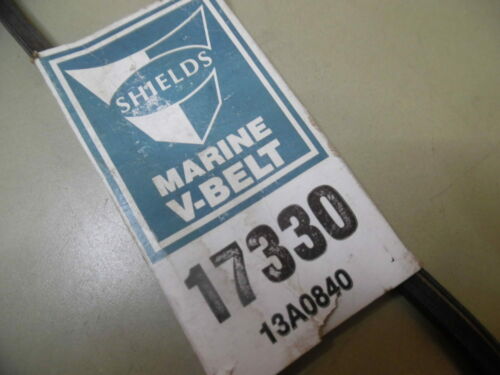 SHIELDS
MARINE
V-BELT
17330
13A0840